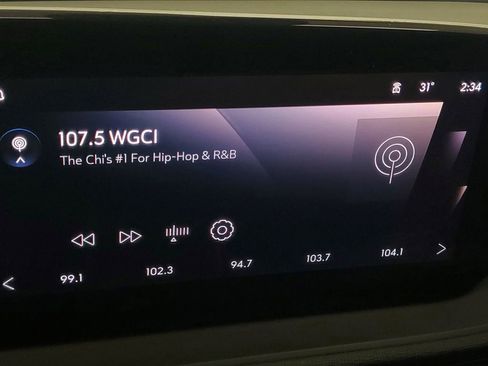 31° 2:34
107.5 WGCI
The Chi's #1 For Hip-Hop & R&B
99.1 102.3 94.7 103.7 104.1